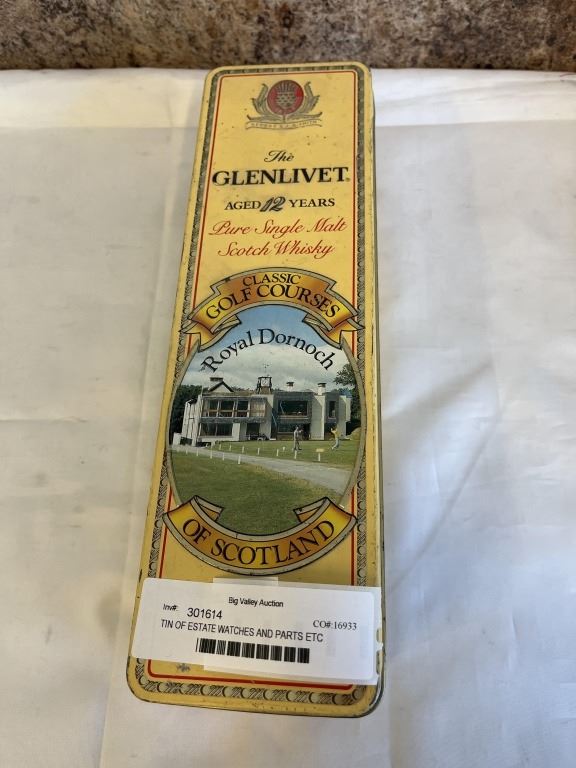 The
GLENLIVET.
AGED 12 YEARS
Pure Single Malt
Scotch Whisky
CLASSIC
GOLF COURSES
Royal Dornoch
OF SCOTLAND
Big Valley Auction
Inv#: 301614
CO#:16933
TIN OF ESTATE WATCHES AND PARTS ETC